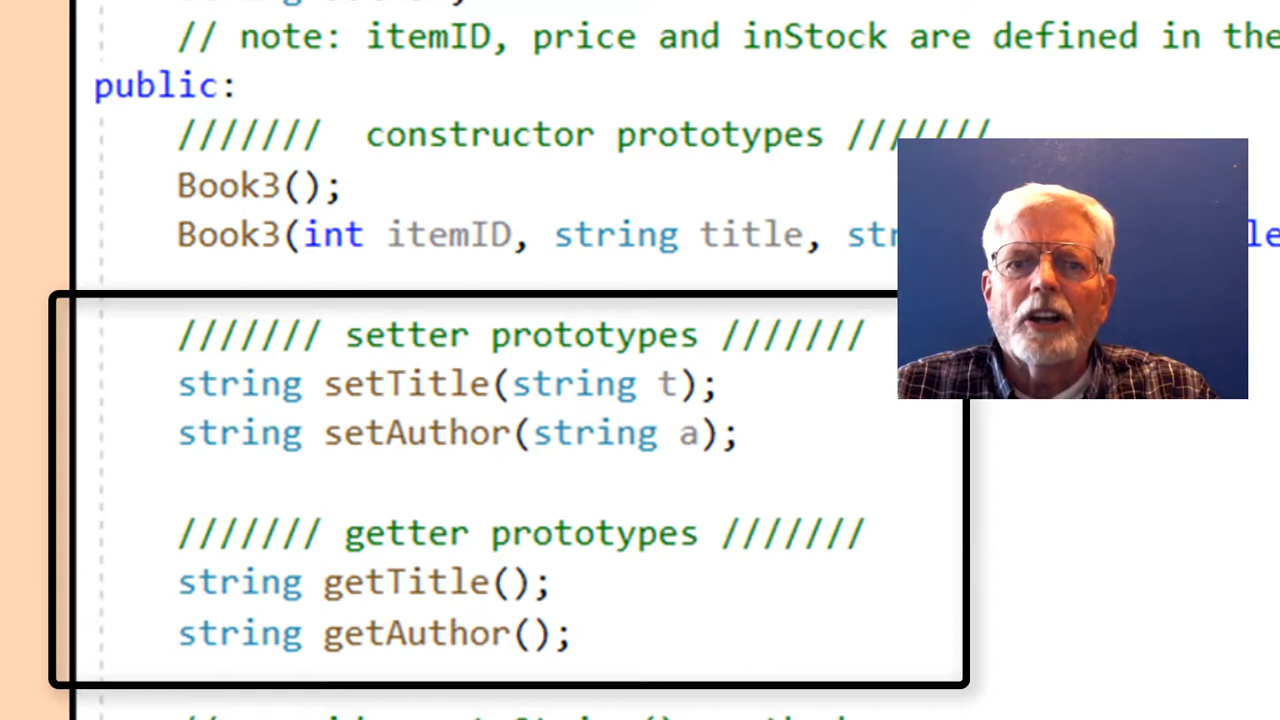 // note: itemID, price and inStock are defined in the
public:
/////// constructor prototypes ///////
Book3();
Book3(int itemID, string title, str
/////// setter prototypes ///////
string setTitle(string t);
string setAuthor(string a);
/////// getter prototypes ///////
string getTitle();
string getAuthor();